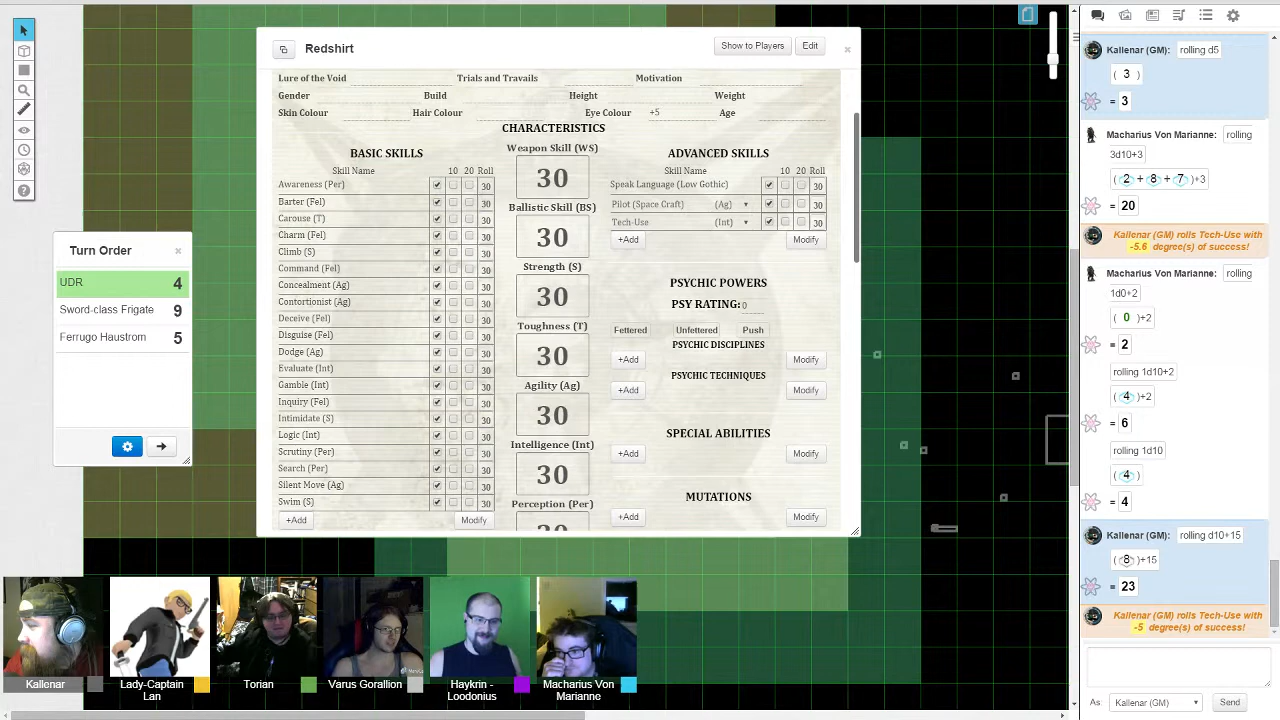 Redshirt
Show to Players
Edit
Lure of the Void Trials and Travails Motivation
Gender Build Height Weight
Skin Colour Hair Colour Eye Colour +5 Age
CHARACTERISTICS
BASIC SKILLS
Skill Name 10 20 Roll
Awareness (Per) 30
Barter (Fel) 30
Carouse (T) 30
Charm (Fel) 30
Climb (S) 30
Command (Fel) 30
Concealment (Ag) 30
Contortionist (Ag) 30
Deceive (Fel) 30
Disguise (Fel) 30
Dodge (Ag) 30
Evaluate (Int) 30
Gamble (Int) 30
Inquiry (Fel) 30
Intimidate (S) 30
Logic (Int) 30
Scrutiny (Per) 30
Search (Per) 30
Silent Move (Ag) 30
Swim (S) 30
+Add Modify
Weapon Skill (WS)
30
Ballistic Skill (BS)
30
Strength (S)
30
Toughness (T)
30
Agility (Ag)
30
Intelligence (Int)
30
Perception (Per)
30
ADVANCED SKILLS
Skill Name 10 20 Roll
Speak Language (Low Gothic) 30
Pilot (Space Craft) (Ag) 30
Tech-Use (Int) 30
+Add Modify
PSYCHIC POWERS
PSY RATING: 0
Fettered Unfettered Push
PSYCHIC DISCIPLINES
+Add Modify
PSYCHIC TECHNIQUES
+Add Modify
SPECIAL ABILITIES
+Add Modify
MUTATIONS
+Add Modify
Turn Order
UDR 4
Sword-class Frigate 9
Ferrugo Haustrom 5
Kallenar
Lady-Captain
Lan
Torian
Varus Gorallion
Haykrin -
Loodonius
Macharius Von
Marianne
Kallenar (GM): rolling d5
( 3 )
= 3
Macharius Von Marianne: rolling
3d10+3
( 2 + 8 + 7 )+3
= 20
Kallenar (GM) rolls Tech-Use with
-5.6 degree(s) of success!
Macharius Von Marianne: rolling
1d0+2
( 0 )+2
= 2
rolling 1d10+2
( 4 )+2
= 6
rolling 1d10
( 4 )
= 4
Kallenar (GM): rolling d10+15
( 8 )+15
= 23
Kallenar (GM) rolls Tech-Use with
-5 degree(s) of success!
As: Kallenar (GM) Send